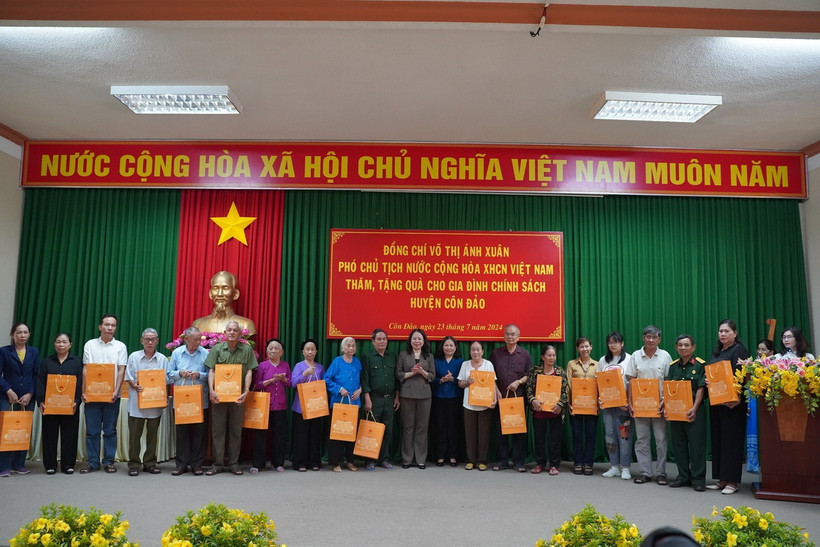 NƯỚC CỘNG HÒA XÃ HỘI CHỦ NGHĨA VIỆT NAM MUÔN NĂM
ĐỒNG CHÍ VÕ THỊ ÁNH XUÂN
PHÓ CHỦ TỊCH NƯỚC CỘNG HÒA XHCN VIỆT NAM
THĂM, TẶNG QUÀ CHO GIA ĐÌNH CHÍNH SÁCH
HUYỆN CÔN ĐẢO
Côn Đảo, ngày 23 tháng 7 năm 2024